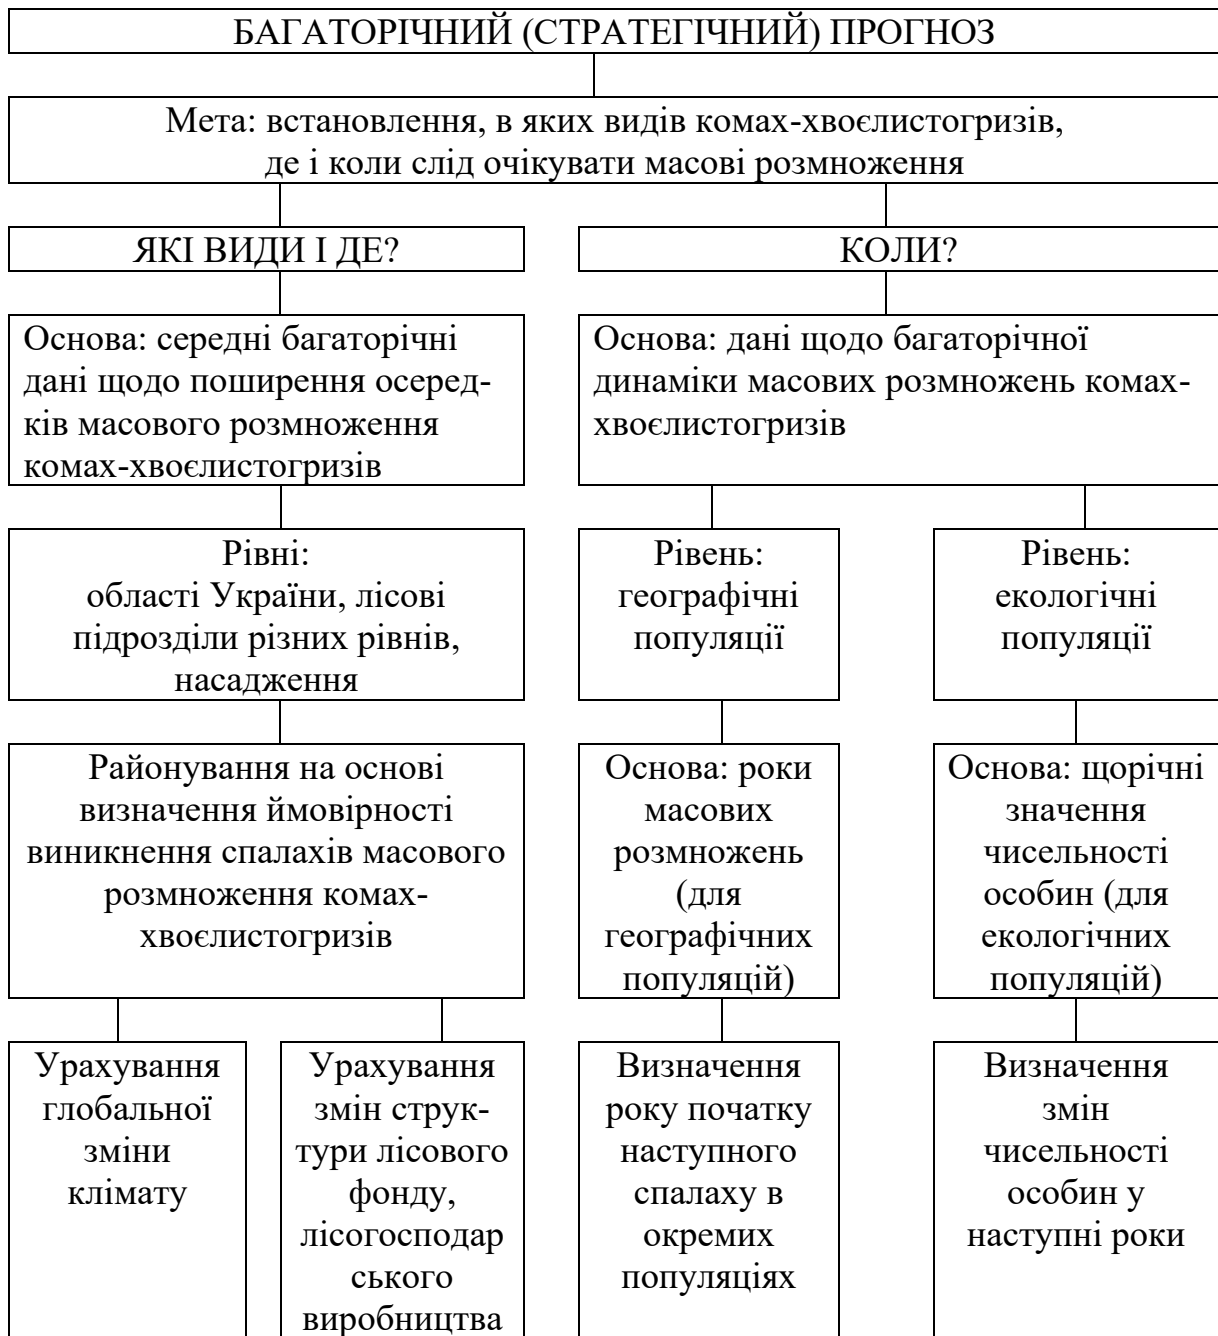 БАГАТОРІЧНИЙ (СТРАТЕГІЧНИЙ) ПРОГНОЗ
Мета: встановлення, в яких видів комах-хвоєлистогризів,
де і коли слід очікувати масові розмноження
ЯКІ ВИДИ І ДЕ?
КОЛИ?
Основа: середні багаторічні
дані щодо поширення осеред-
ків масового розмноження
комах-хвоєлистогризів
Основа: дані щодо багаторічної
динаміки масових розмножень комах-
хвоєлистогризів
Рівні:
області України, лісові
підрозділи різних рівнів,
насадження
Рівень:
географічні
популяції
Рівень:
екологічні
популяції
Районування на основі
визначення ймовірності
виникнення спалахів масового
розмноження комах-
хвоєлистогризів
Основа: роки
масових
розмножень
(для
географічних
популяцій)
Основа: щорічні
значення
чисельності
особин (для
екологічних
популяцій)
Урахування
глобальної
зміни
клімату
Урахування
змін струк-
тури лісового
фонду,
лісогосподар
ського
виробництва
Визначення
року початку
наступного
спалаху в
окремих
популяціях
Визначення
змін
чисельності
особин у
наступні роки